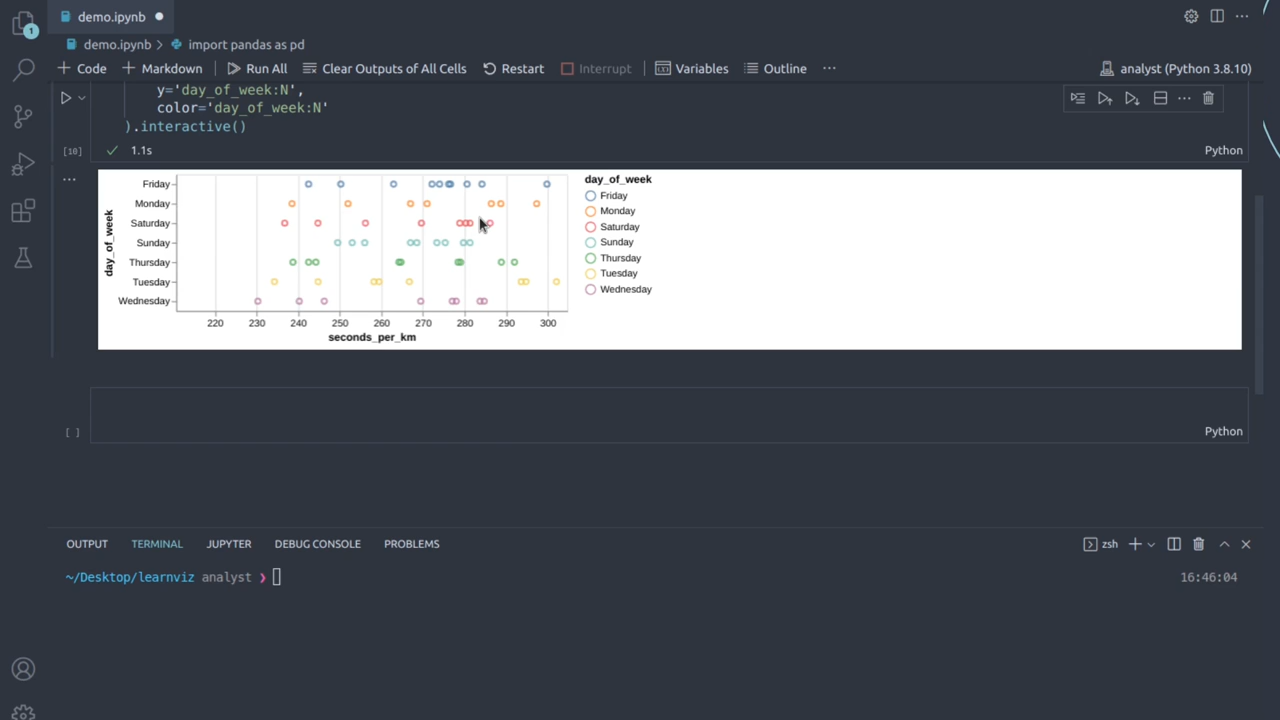 demo.ipynb
1
demo.ipynb > import pandas as pd
+ Code + Markdown Run All Clear Outputs of All Cells Restart Interrupt Variables Outline ... analyst (Python 3.8.10)
y='day_of_week:N',
color='day_of_week:N'
).interactive()
[10] 1.1s Python
day_of_week
Friday
Monday
Saturday
Sunday
Thursday
Tuesday
Wednesday
220 230 240 250 260 270 280 290 300
seconds_per_km
day_of_week
Friday
Monday
Saturday
Sunday
Thursday
Tuesday
Wednesday
[ ] Python
OUTPUT TERMINAL JUPYTER DEBUG CONSOLE PROBLEMS zsh
~/Desktop/learnviz analyst ❯ 16:46:04